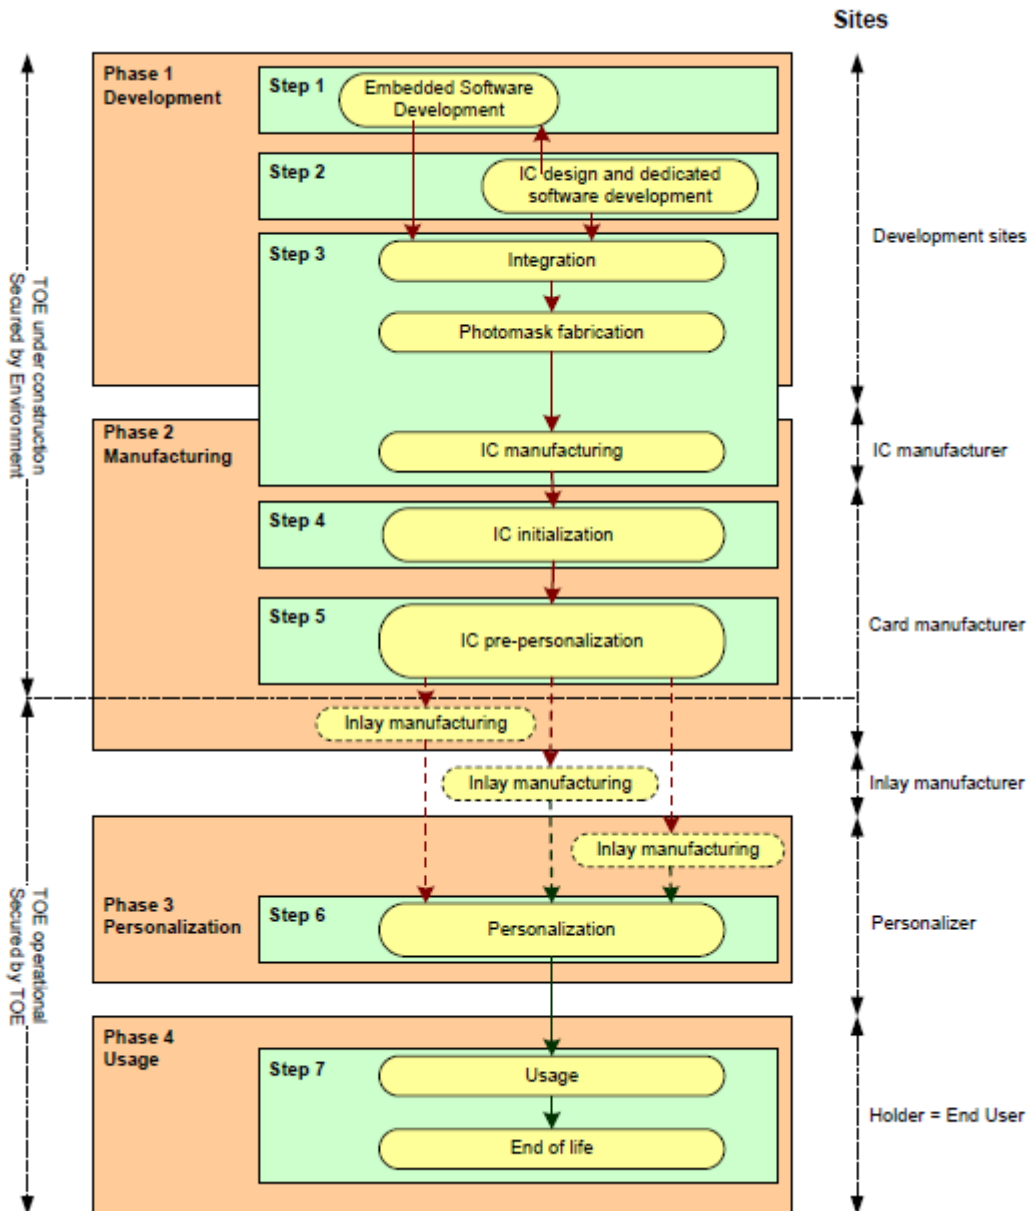 Sites
Phase 1
Development
Step 1
Embedded Software
Development
Step 2
IC design and dedicated
software development
Development sites
Step 3
Integration
Photomask fabrication
TOE under construction
Secured by Environment
Phase 2
Manufacturing
IC manufacturing
IC manufacturer
Step 4
IC initialization
Step 5
IC pre-personalization
Card manufacturer
Inlay manufacturing
Inlay manufacturing
Inlay manufacturer
Inlay manufacturing
Phase 3
Personalization
Step 6
Personalization
Personalizer
TOE operational
Secured by TOE
Phase 4
Usage
Step 7
Usage
End of life
Holder = End User